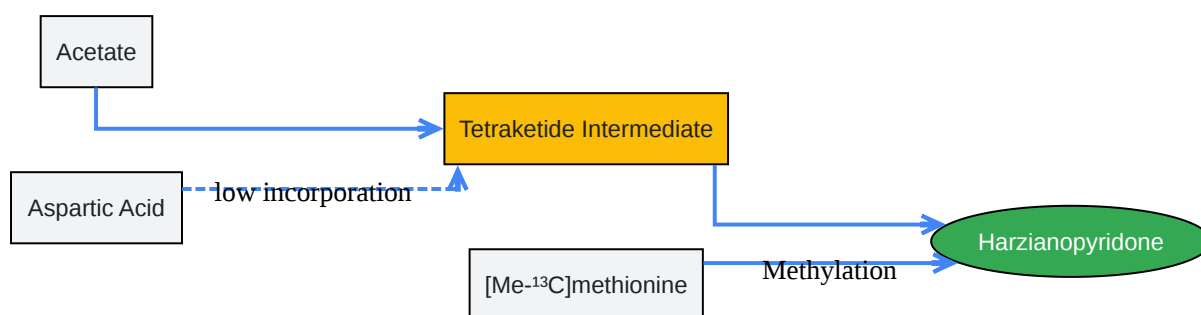 Acetate
Tetraketide Intermediate
Aspartic Acid
low incorporation
Harzianopyridone
[Me-¹³C]methionine
Methylation